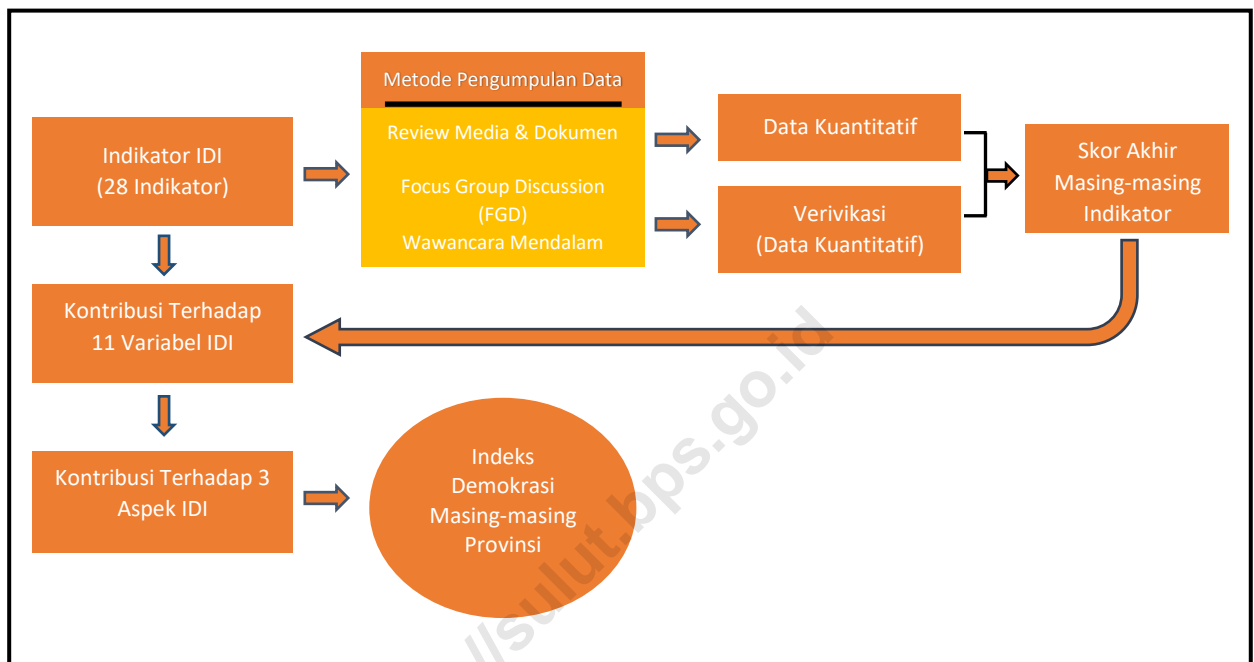 Metode Pengumpulan Data
Review Media & Dokumen
Focus Group Discussion
(FGD)
Wawancara Mendalam
Indikator IDI
(28 Indikator)
Data Kuantitatif
Verivikasi
(Data Kuantitatif)
Skor Akhir
Masing-masing
Indikator
Kontribusi Terhadap
11 Variabel IDI
Kontribusi Terhadap 3
Aspek IDI
Indeks
Demokrasi
Masing-masing
Provinsi
//sulut.bps.go.id